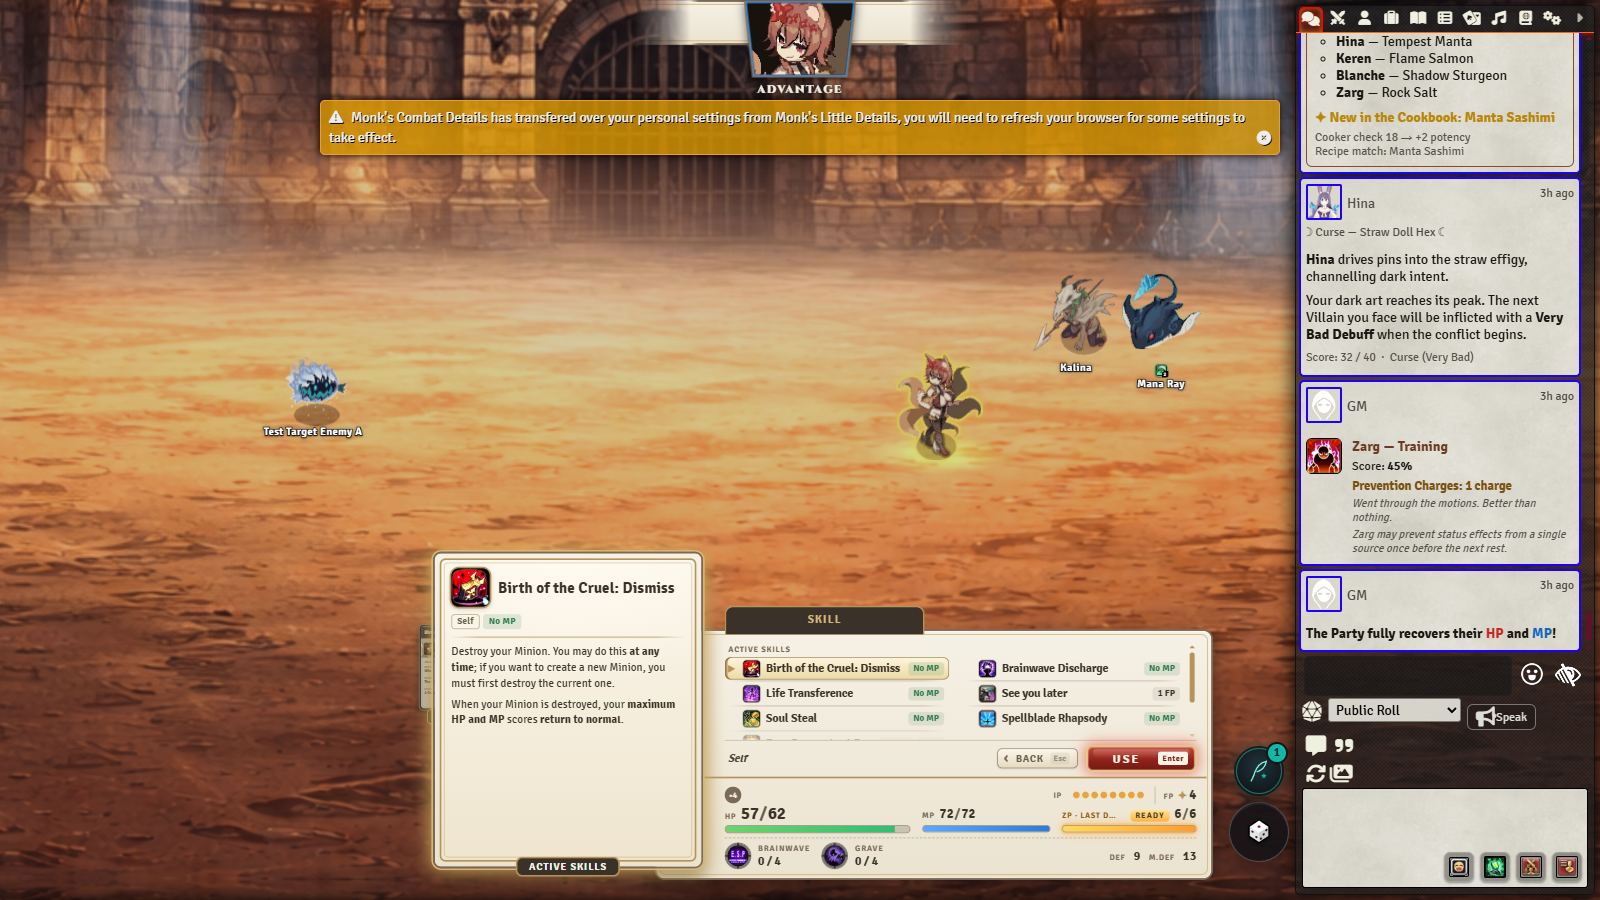 ADVANTAGE
Monk's Combat Details has transfered over your personal settings from Monk's Little Details, you will need to refresh your browser for some settings to
take effect.
Kalina
Mana Ray
Test Target Enemy A
Birth of the Cruel: Dismiss
Self No MP
Destroy your Minion. You may do this at any
time; if you want to create a new Minion, you
must first destroy the current one.
When your Minion is destroyed, your maximum
HP and MP scores return to normal.
ACTIVE SKILLS
SKILL
ACTIVE SKILLS
Birth of the Cruel: Dismiss No MP
Brainwave Discharge No MP
Life Transference No MP
See you later 1 FP
Soul Steal No MP
Spellblade Rhapsody No MP
Self
BACK Esc
USE Enter
+4
IP
FP 4
HP 57/62
MP 72/72
ZP - LAST D... READY 6/6
E.S.P
BRAINWAVE
0/4
GRAVE
0/4
DEF 9 M.DEF 13
1
Hina — Tempest Manta
Keren — Flame Salmon
Blanche — Shadow Sturgeon
Zarg — Rock Salt
✦ New in the Cookbook: Manta Sashimi
Cooker check 18 → +2 potency
Recipe match: Manta Sashimi
Hina 3h ago
☽ Curse — Straw Doll Hex ☾
Hina drives pins into the straw effigy,
channelling dark intent.
Your dark art reaches its peak. The next
Villain you face will be inflicted with a Very
Bad Debuff when the conflict begins.
Score: 32 / 40 · Curse (Very Bad)
GM 3h ago
Zarg — Training
Score: 45%
Prevention Charges: 1 charge
Went through the motions. Better than
nothing.
Zarg may prevent status effects from a single
source once before the next rest.
GM 3h ago
The Party fully recovers their HP and MP!
Public Roll
Speak